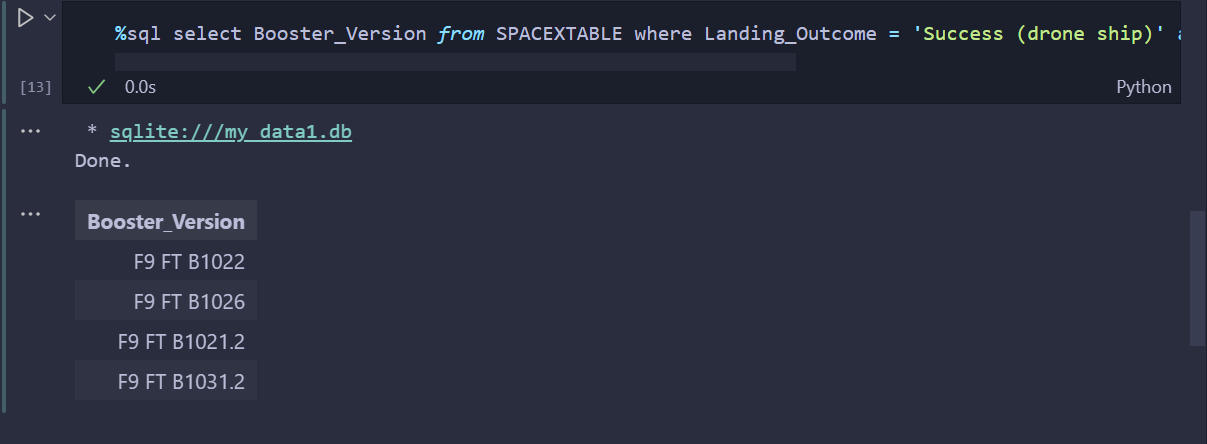 %sql select Booster_Version from SPACEXTABLE where Landing_Outcome = 'Success (drone ship)'
[13]
0.0s
Python
* sqlite:///my_data1.db
Done.
Booster_Version
F9 FT B1022
F9 FT B1026
F9 FT B1021.2
F9 FT B1031.2